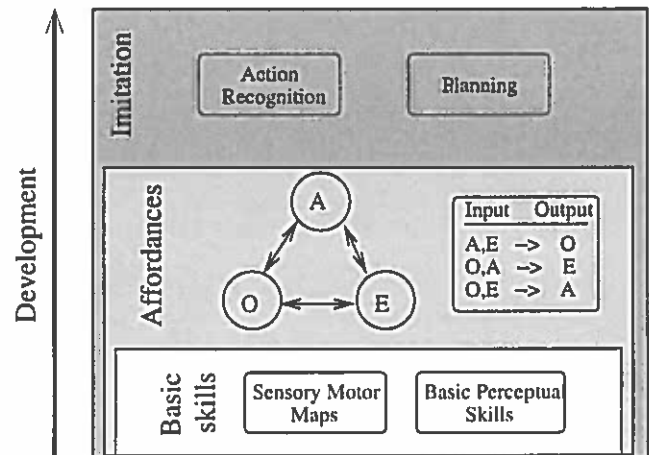 Development
Imitation
Action
Recognition
Planning
Affordances
A
O
E
Input Output
A,E -> O
O,A -> E
O,E -> A
Basic
skills
Sensory Motor
Maps
Basic Perceptual
Skills